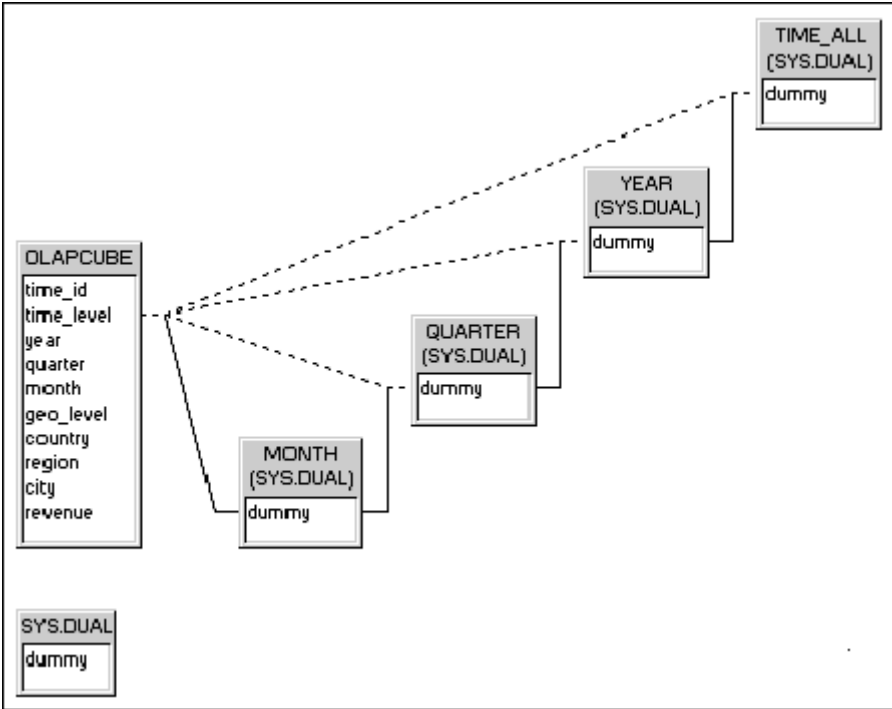 TIME_ALL
(SYS.DUAL)
dummy
YEAR
(SYS.DUAL)
dummy
OLAPCUBE
time_id
time_level
year
quarter
month
geo_level
country
region
city
revenue
QUARTER
(SYS.DUAL)
dummy
MONTH
(SYS.DUAL)
dummy
SYS.DUAL
dummy